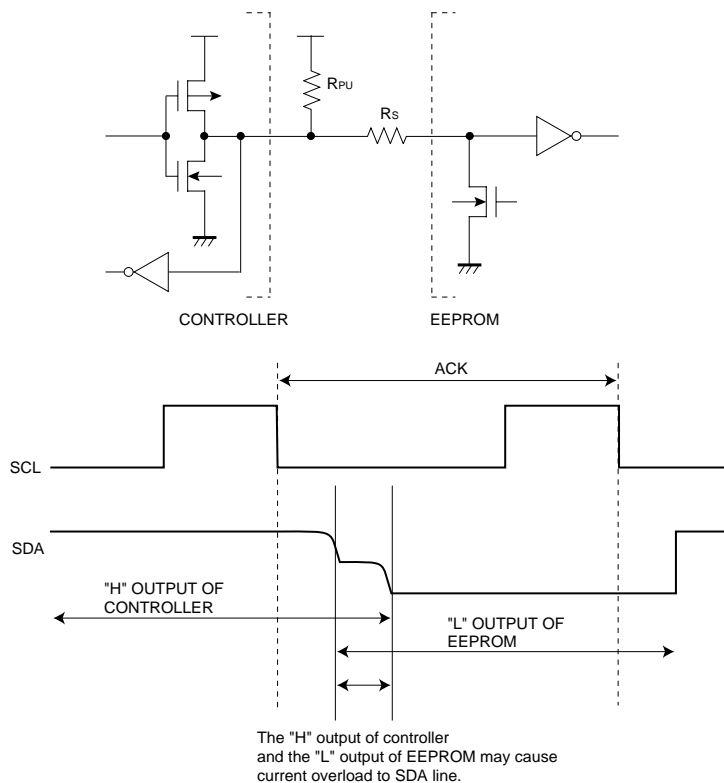 RPU
RS
CONTROLLER
EEPROM
ACK
SCL
SDA
"H" OUTPUT OF
CONTROLLER
"L" OUTPUT OF
EEPROM
The "H" output of controller
and the "L" output of EEPROM may cause
current overload to SDA line.